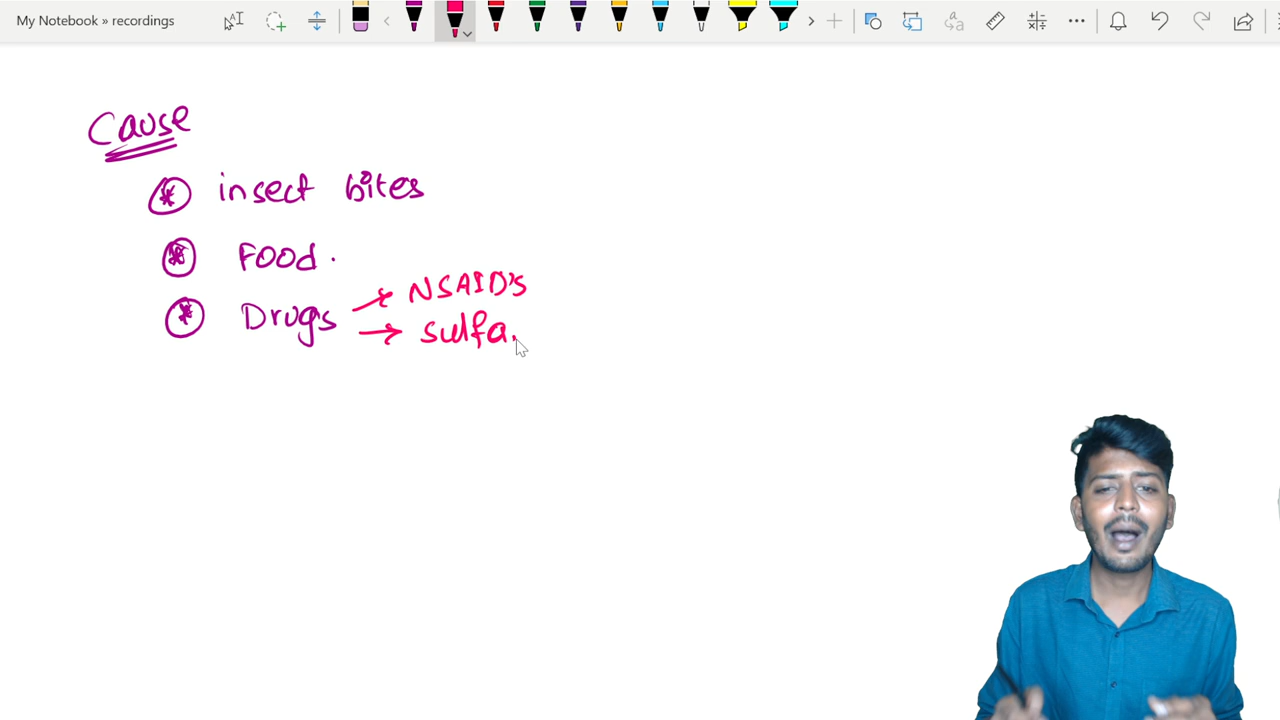 My Notebook » recordings
Cause
insect bites
Food.
Drugs → NSAID's
→ sulfa.